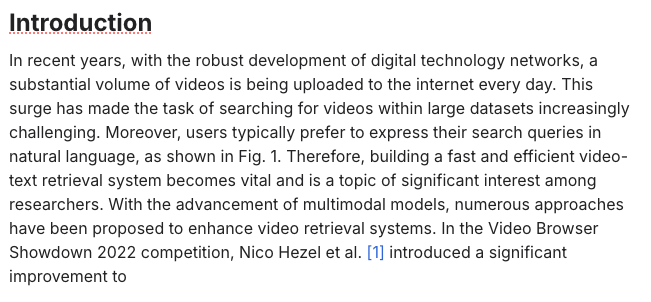 Introduction
In recent years, with the robust development of digital technology networks, a
substantial volume of videos is being uploaded to the internet every day. This
surge has made the task of searching for videos within large datasets increasingly
challenging. Moreover, users typically prefer to express their search queries in
natural language, as shown in Fig. 1. Therefore, building a fast and efficient video-
text retrieval system becomes vital and is a topic of significant interest among
researchers. With the advancement of multimodal models, numerous approaches
have been proposed to enhance video retrieval systems. In the Video Browser
Showdown 2022 competition, Nico Hezel et al. [1] introduced a significant
improvement to